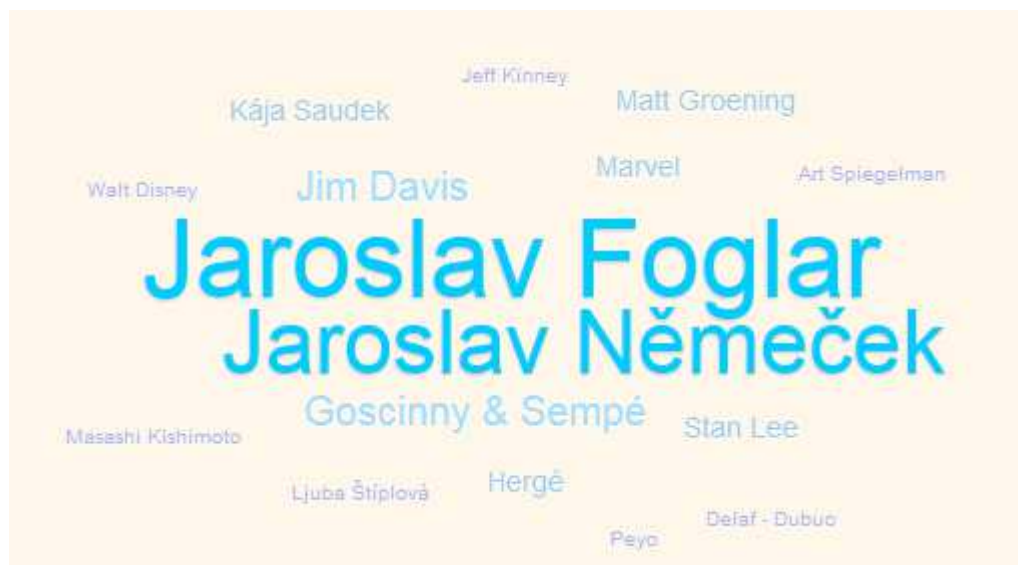 Jeff Kinney
Kája Saudek
Matt Groening
Marvel
Art Spiegelman
Walt Disney
Jim Davis
Jaroslav Foglar
Jaroslav Němeček
Goscinny & Sempé
Stan Lee
Masashi Kishimoto
Hergé
Ljuba Štíplová
Delaf - Dubuc
Peyo